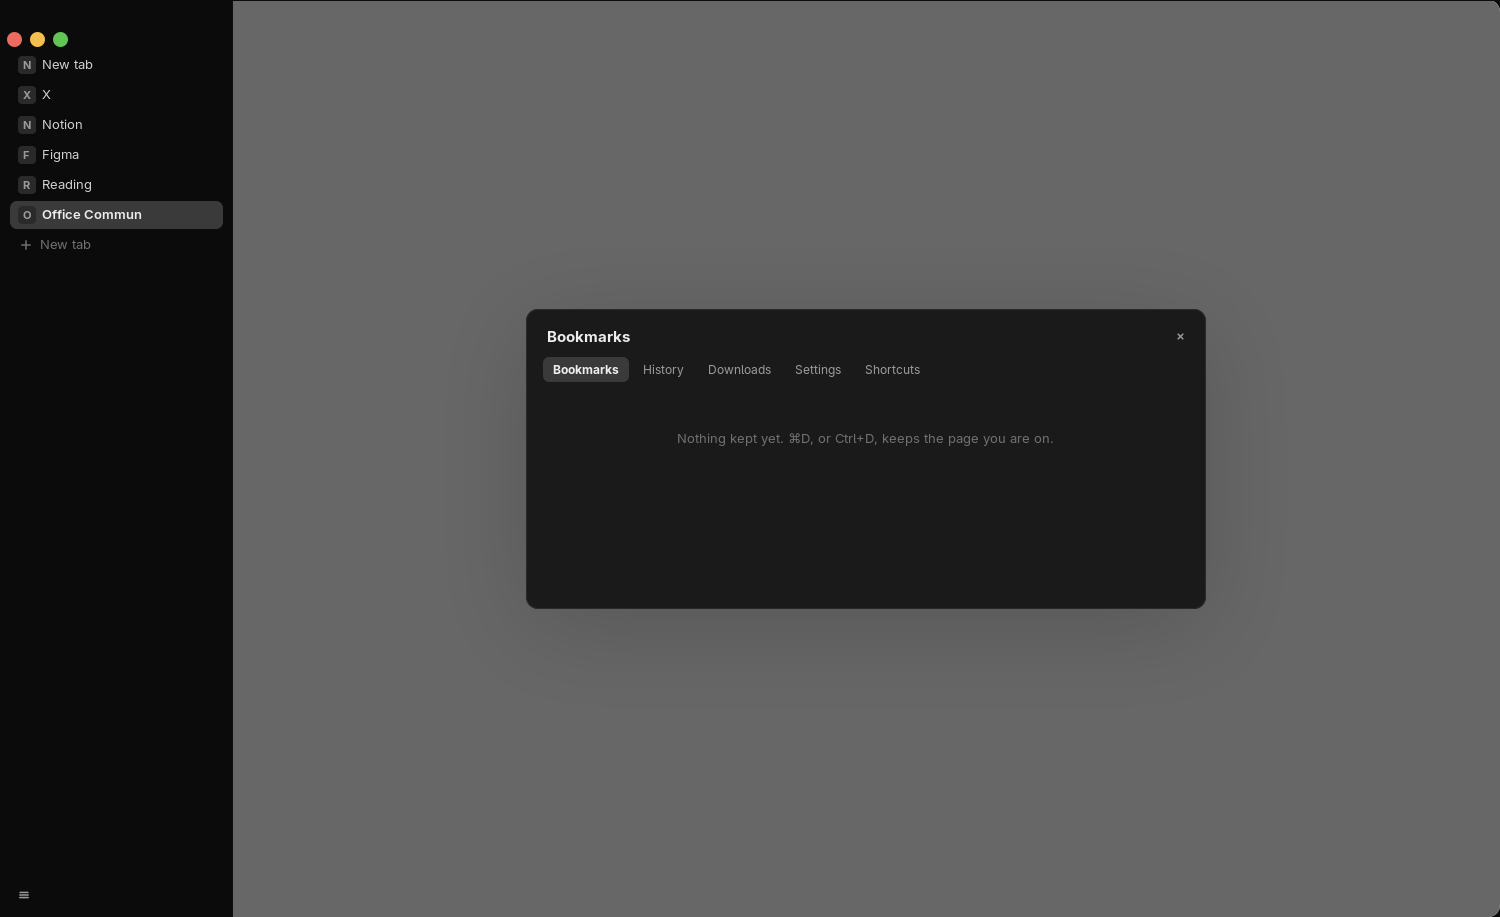 N New tab
X X
N Notion
F Figma
R Reading
O Office Commun
+ New tab
Bookmarks
×
Bookmarks History Downloads Settings Shortcuts
Nothing kept yet. ⌘D, or Ctrl+D, keeps the page you are on.